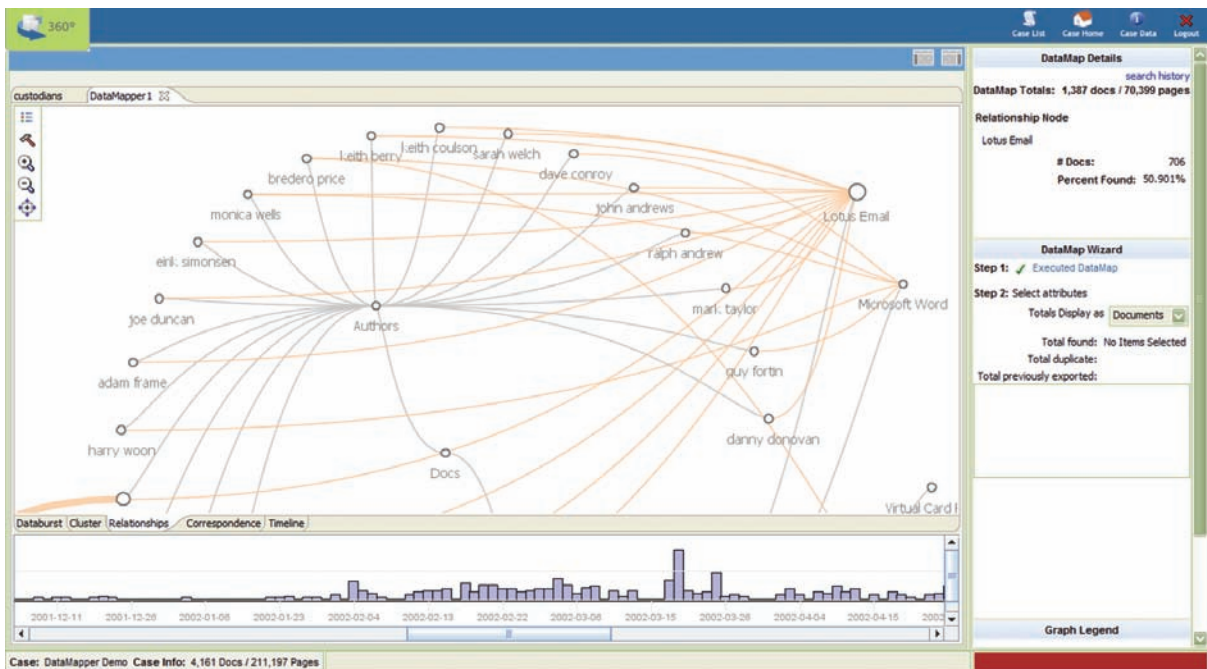 360°
Case List Case Home Case Data Logout
custodians DataMapper1
keith berry
keith coulson
sarah welch
bredero price
dave conroy
monica wells
john andrews
Lotus Email
eirik simonsen
ralph andrew
joe duncan
Authors
mark taylor
Microsoft Word
adam frame
guy fortin
harry woon
danny donovan
Docs
Virtual Card
Databurst Cluster Relationships Correspondence Timeline
2001-12-11 2001-12-26 2002-01-06 2002-01-23 2002-02-04 2002-02-13 2002-02-22 2002-03-06 2002-03-15 2002-03-26 2002-04-04 2002-04-15
Case: DataMapper Demo Case Info: 4,161 Docs / 211,197 Pages
DataMap Details
search history
DataMap Totals: 1,387 docs / 70,399 pages
Relationship Node
Lotus Email
# Docs: 706
Percent Found: 50.901%
DataMap Wizard
Step 1: Executed DataMap
Step 2: Select attributes
Totals Display as Documents
Total found: No Items Selected
Total duplicate:
Total previously exported:
Graph Legend